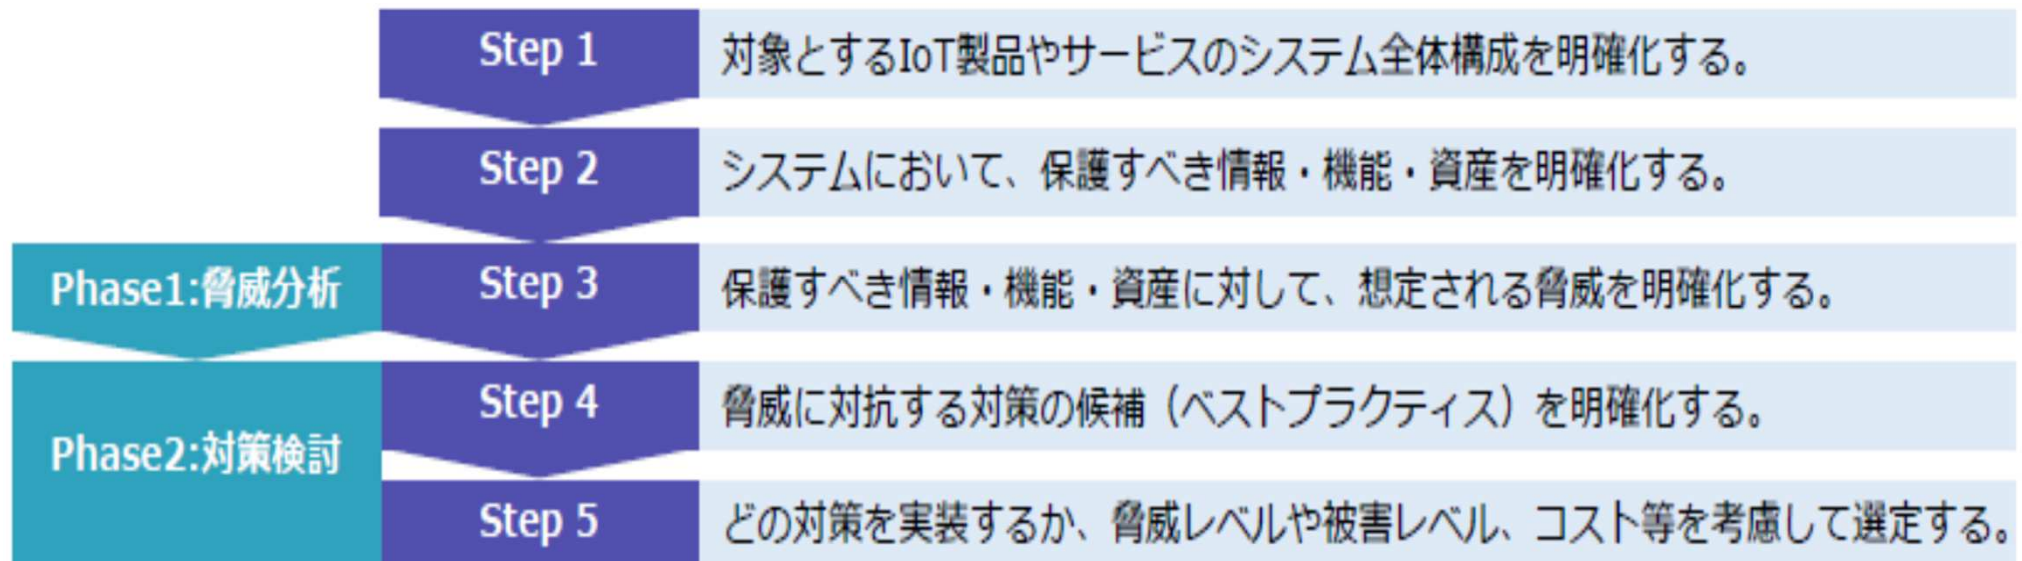 Step 1
対象とするIoT製品やサービスのシステム全体構成を明確化する。
Step 2
システムにおいて、保護すべき情報・機能・資産を明確化する。
Phase1:脅威分析
Step 3
保護すべき情報・機能・資産に対して、想定される脅威を明確化する。
Phase2:対策検討
Step 4
脅威に対抗する対策の候補（ベストプラクティス）を明確化する。
Step 5
どの対策を実装するか、脅威レベルや被害レベル、コスト等を考慮して選定する。